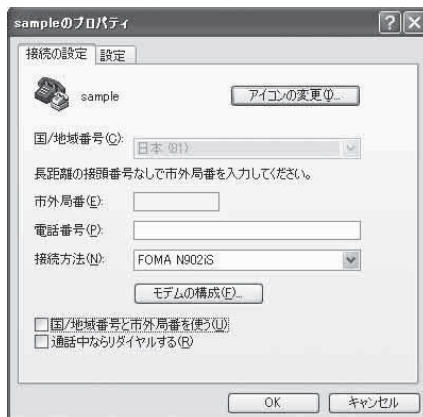 sampleのプロパティ
接続の設定 設定
sample
アイコンの変更(I)...
国/地域番号(C):
日本 (81)
長距離の接頭番号なしで市外局番を入力してください。
市外局番(E):
電話番号(P):
接続方法(N):
FOMA N902iS
モデムの構成(F)...
国/地域番号と市外局番を使う(U)
通話中ならリダイヤルする(R)
OK キャンセル